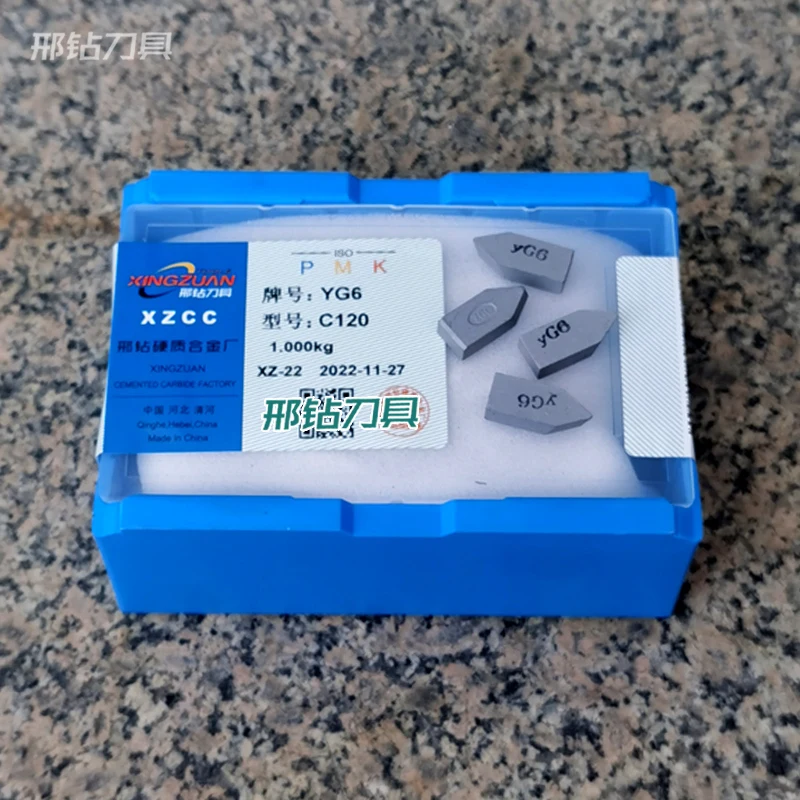 邢钻刀具
XINGZUAN
邢钻刀具
XZCC
邢钻硬质合金厂
XINGZUAN
CEMENTED CARBIDE FACTORY
中国 河北 清河
Qinghe,Hebei,China
Made In China
ISO
P M K
牌号: YG6
型号: C120
1.000kg
XZ-22 2022-11-27
邢钻刀具
yG6
yG6
yG6